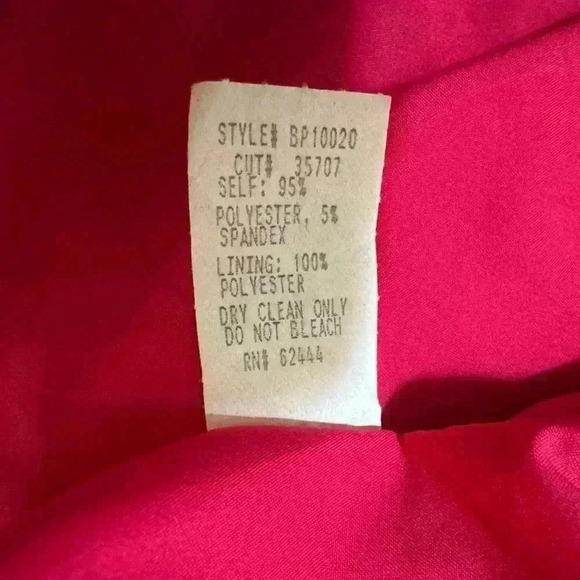 STYLE# BP10020
CUT# 35707
SELF: 95%
POLYESTER, 5%
SPANDEX
LINING: 100%
POLYESTER
DRY CLEAN ONLY
DO NOT BLEACH
RN# 62444